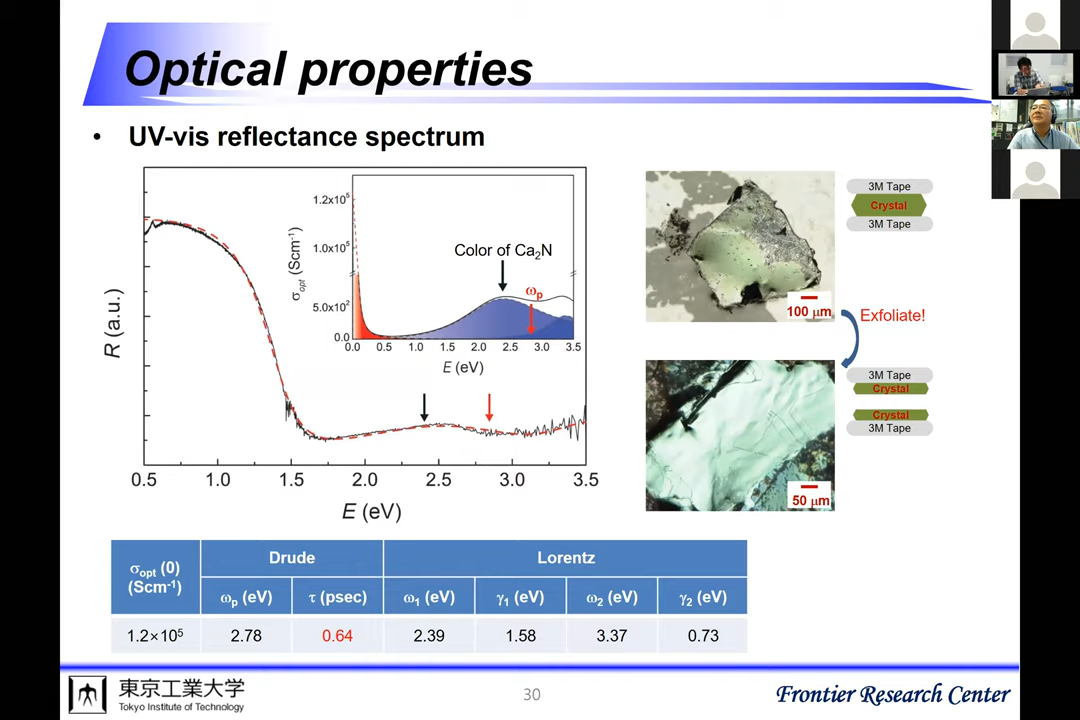 Optical properties
• UV-vis reflectance spectrum
R (a.u.)
0.5 1.0 1.5 2.0 2.5 3.0 3.5
E (eV)
σopt (Scm⁻¹)
1.2x10⁵
1.0x10⁵
5.0x10²
0.0
0.0 0.5 1.0 1.5 2.0 2.5 3.0 3.5
E (eV)
Color of Ca₂N
ωp
100 μm
3M Tape
Crystal
3M Tape
Exfoliate!
50 μm
3M Tape
Crystal
Crystal
3M Tape
σopt (0)
(Scm⁻¹)
Drude
Lorentz
ωp (eV) τ (psec) ω₁ (eV) γ₁ (eV) ω₂ (eV) γ₂ (eV)
1.2×10⁵ 2.78 0.64 2.39 1.58 3.37 0.73
東京工業大学
Tokyo Institute of Technology
30
Frontier Research Center